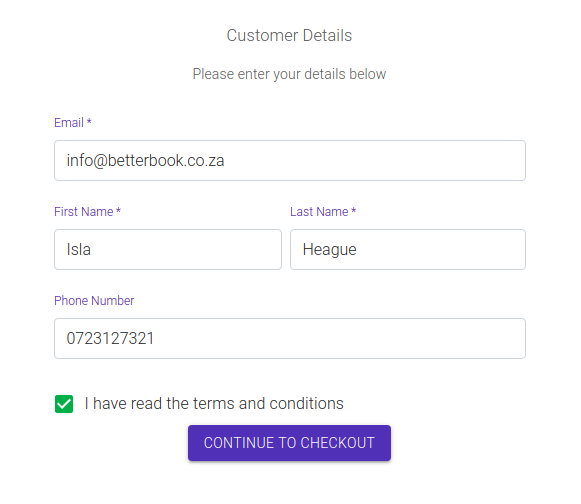 Customer Details
Please enter your details below
Email *
info@betterbook.co.za
First Name * Last Name *
Isla Heague
Phone Number
0723127321
I have read the terms and conditions
CONTINUE TO CHECKOUT